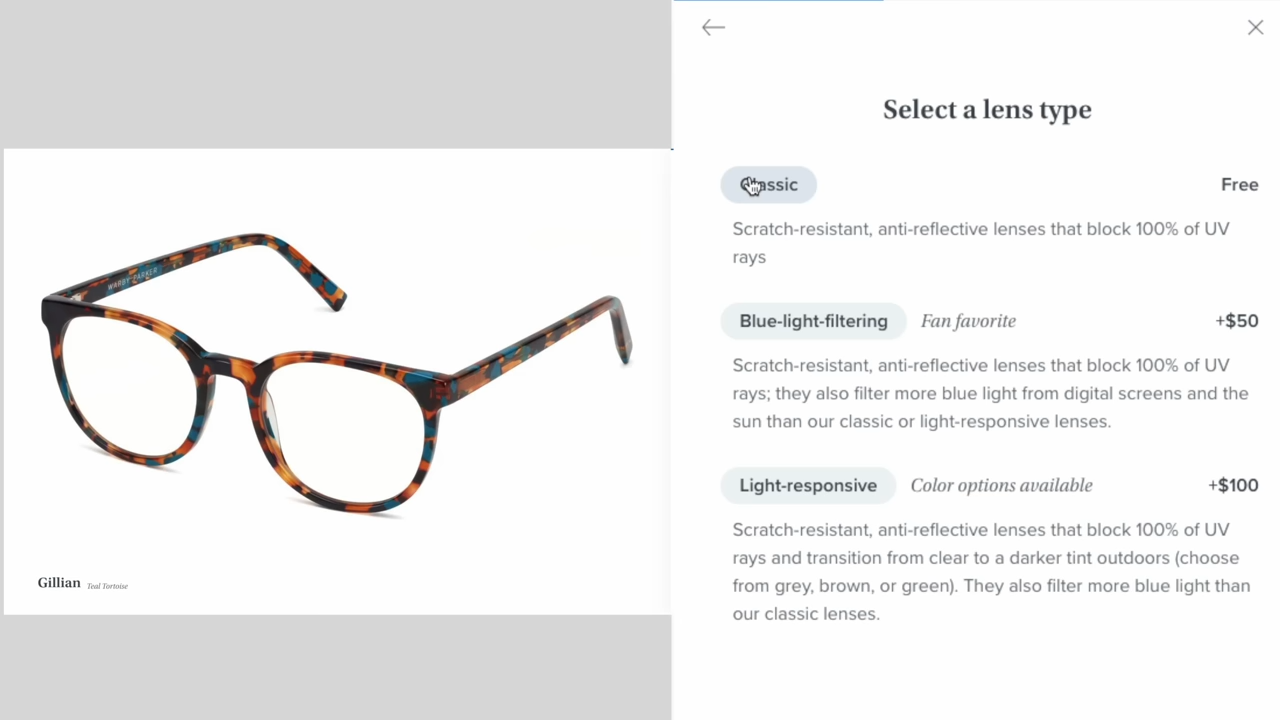 Select a lens type
Classic
Free
Scratch-resistant, anti-reflective lenses that block 100% of UV
rays
Blue-light-filtering Fan favorite +$50
Scratch-resistant, anti-reflective lenses that block 100% of UV
rays; they also filter more blue light from digital screens and the
sun than our classic or light-responsive lenses.
Light-responsive Color options available +$100
Scratch-resistant, anti-reflective lenses that block 100% of UV
rays and transition from clear to a darker tint outdoors (choose
from grey, brown, or green). They also filter more blue light than
our classic lenses.
WARBY PARKER
Gillian Teal Tortoise